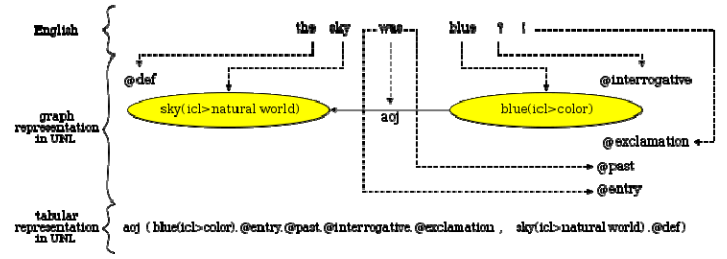 English
the sky was blue ? !
@def
@interrogative
sky(icl>natural world)
blue(icl>color)
aoj
graph
representation
in UNL
@exclamation
@past
@entry
tabular
representation
in UNL
aoj ( blue(icl>color). @entry. @past. @interrogative. @exclamation , sky(icl>natural world) . @def)